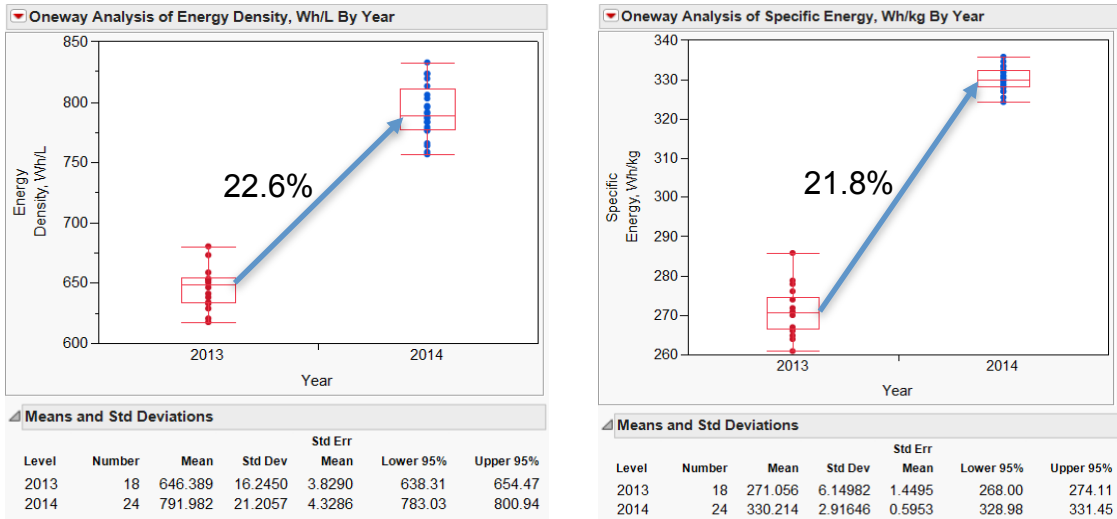 Oneway Analysis of Energy Density, Wh/L By Year
850
800
750
700
650
600
Energy
Density, Wh/L
22.6%
2013
2014
Year
Means and Std Deviations
Std Err
Level Number Mean Std Dev Mean Lower 95% Upper 95%
2013 18 646.389 16.2450 3.8290 638.31 654.47
2014 24 791.982 21.2057 4.3286 783.03 800.94
Oneway Analysis of Specific Energy, Wh/kg By Year
340
330
320
310
300
290
280
270
260
Specific
Energy, Wh/kg
21.8%
2013
2014
Year
Means and Std Deviations
Std Err
Level Number Mean Std Dev Mean Lower 95% Upper 95%
2013 18 271.056 6.14982 1.4495 268.00 274.11
2014 24 330.214 2.91646 0.5953 328.98 331.45